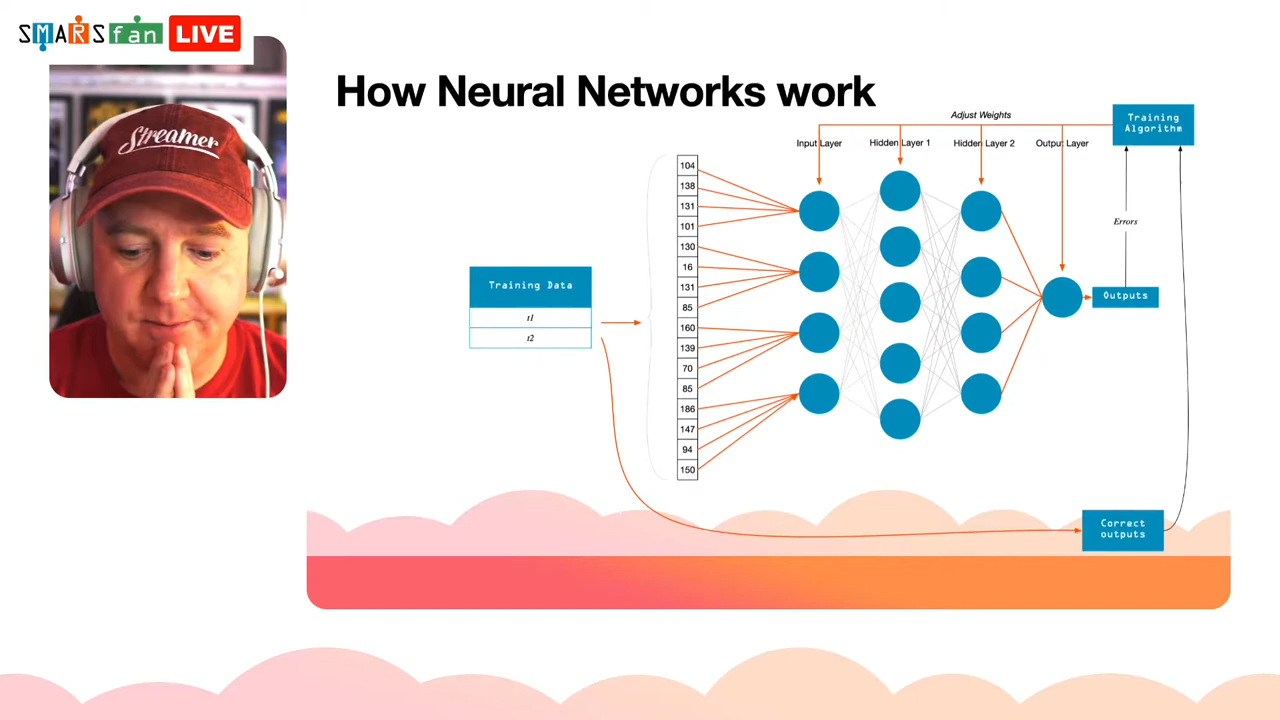 SMARSfan LIVE
Streamer
How Neural Networks work
Adjust Weights
Training
Algorithm
Input Layer
Hidden Layer 1
Hidden Layer 2
Output Layer
104
138
131
101
130
16
131
85
160
139
70
85
186
147
94
150
Training Data
t1
t2
Errors
Outputs
Correct
outputs